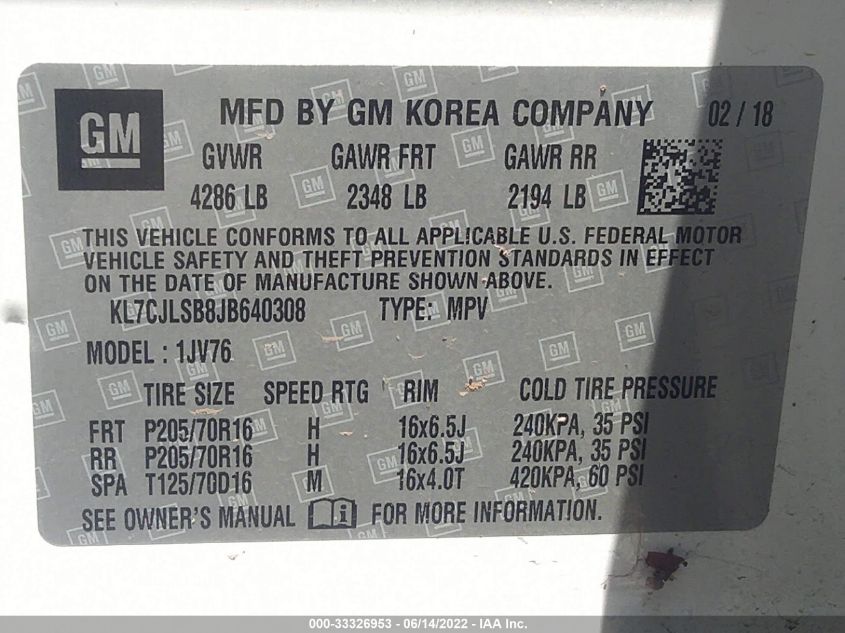 GM MFD BY GM KOREA COMPANY 02 / 18
GVWR GAWR FRT GAWR RR
4286 LB 2348 LB 2194 LB
THIS VEHICLE CONFORMS TO ALL APPLICABLE U.S. FEDERAL MOTOR
VEHICLE SAFETY AND THEFT PREVENTION STANDARDS IN EFFECT
ON THE DATE OF MANUFACTURE SHOWN ABOVE.
KL7CJLSB8JB640308 TYPE: MPV
MODEL : 1JV76
TIRE SIZE SPEED RTG RIM COLD TIRE PRESSURE
FRT P205/70R16 H 16x6.5J 240KPA, 35 PSI
RR P205/70R16 H 16x6.5J 240KPA, 35 PSI
SPA T125/70D16 M 16x4.0T 420KPA, 60 PSI
SEE OWNER'S MANUAL i FOR MORE INFORMATION.
000-33326953 - 06/14/2022 - IAA Inc.